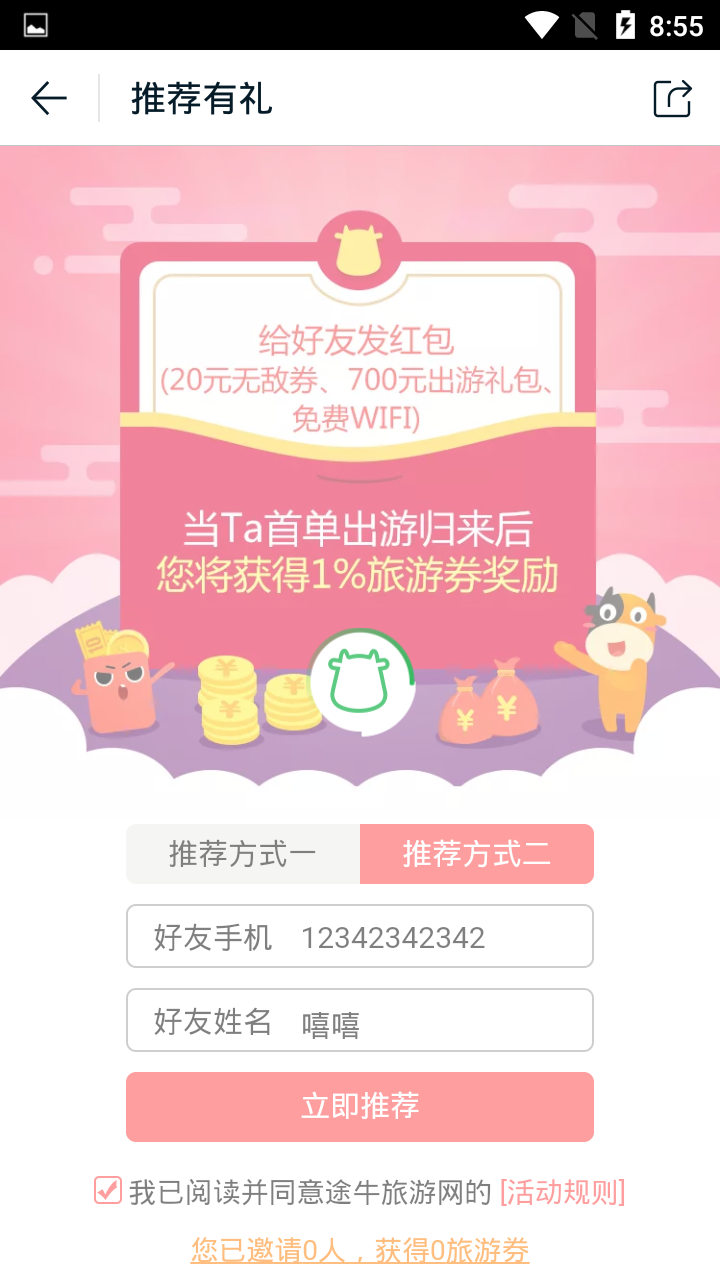 8:55
推荐有礼
给好友发红包
(20元无敌券、700元出游礼包、
免费WIFI)
当Ta首单出游归来后
您将获得1%旅游券奖励
推荐方式一
推荐方式二
好友手机 12342342342
好友姓名 嘻嘻
立即推荐
我已阅读并同意途牛旅游网的 [活动规则]
您已邀请0人，获得0旅游券